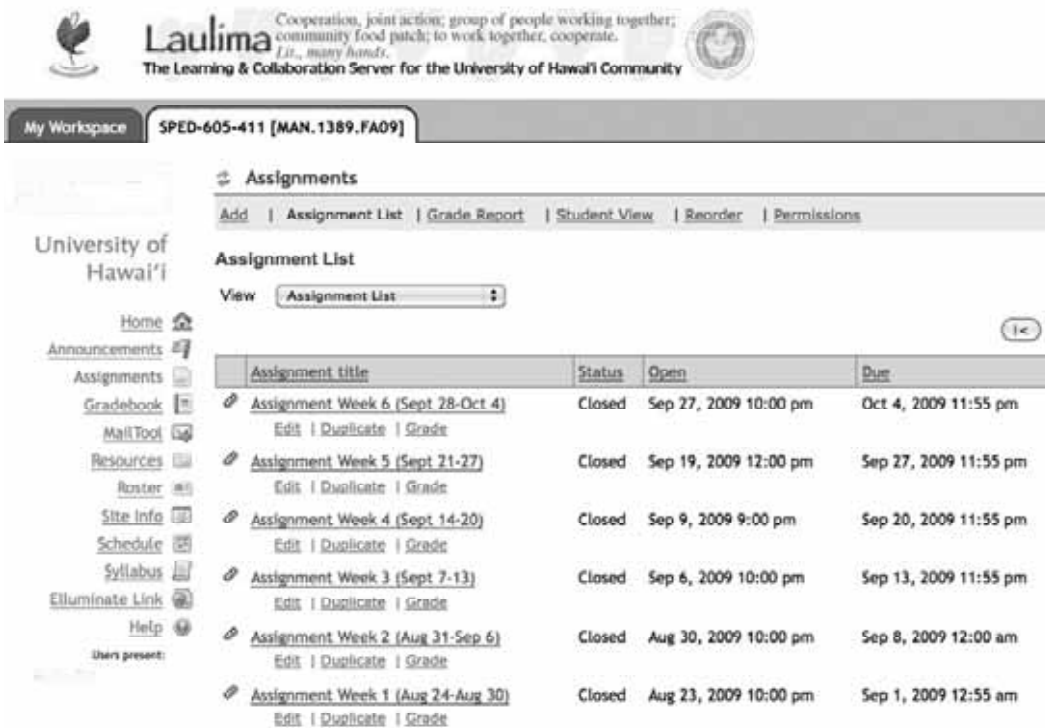 Laulima
Cooperation, joint action; group of people working together;
community food patch; to work together, cooperate.
Lit., many hands.
The Learning & Collaboration Server for the University of Hawai'i Community
My Workspace
SPED-605-411 [MAN.1389.FA09]
Assignments
Add | Assignment List | Grade Report | Student View | Reorder | Permissions
University of
Hawai'i
Home
Announcements
Assignments
Gradebook
MailTool
Resources
Roster
Site Info
Schedule
Syllabus
Elluminate Link
Help
Users present:
Assignment List
View Assignment List
|<
Assignment title Status Open Due
Assignment Week 6 (Sept 28-Oct 4) Closed Sep 27, 2009 10:00 pm Oct 4, 2009 11:55 pm
Edit | Duplicate | Grade
Assignment Week 5 (Sept 21-27) Closed Sep 19, 2009 12:00 pm Sep 27, 2009 11:55 pm
Edit | Duplicate | Grade
Assignment Week 4 (Sept 14-20) Closed Sep 9, 2009 9:00 pm Sep 20, 2009 11:55 pm
Edit | Duplicate | Grade
Assignment Week 3 (Sept 7-13) Closed Sep 6, 2009 10:00 pm Sep 13, 2009 11:55 pm
Edit | Duplicate | Grade
Assignment Week 2 (Aug 31-Sep 6) Closed Aug 30, 2009 10:00 pm Sep 8, 2009 12:00 am
Edit | Duplicate | Grade
Assignment Week 1 (Aug 24-Aug 30) Closed Aug 23, 2009 10:00 pm Sep 1, 2009 12:55 am
Edit | Duplicate | Grade